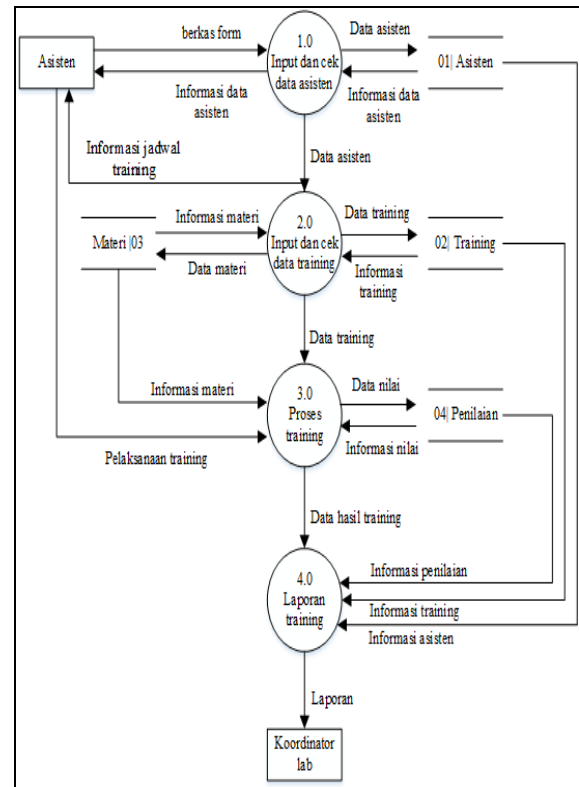 berkas form
1.0
Input dan cek
data asisten
Data asisten
Asisten
01| Asisten
Informasi data
asisten
Informasi data
asisten
Informasi jadwal
training
Data asisten
Informasi materi
2.0
Input dan cek
data training
Data training
Materi |03
02| Training
Data materi
Informasi
training
Data training
Informasi materi
3.0
Proses
training
Data nilai
04| Penilaian
Informasi nilai
Pelaksanaan training
Data hasil training
4.0
Laporan
training
Informasi penilaian
Informasi training
Informasi asisten
Laporan
Koordinator
lab